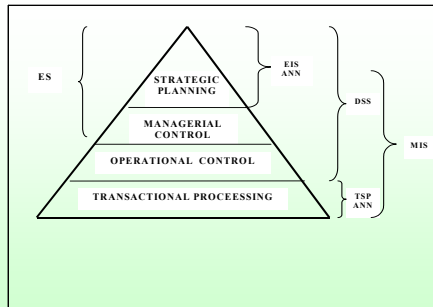 STRATEGIC
PLANNING
MANAGERIAL
CONTROL
OPERATIONAL CONTROL
TRANSACTIONAL PROCEESSING
ES
EIS
ANN
DSS
MIS
TSP
ANN